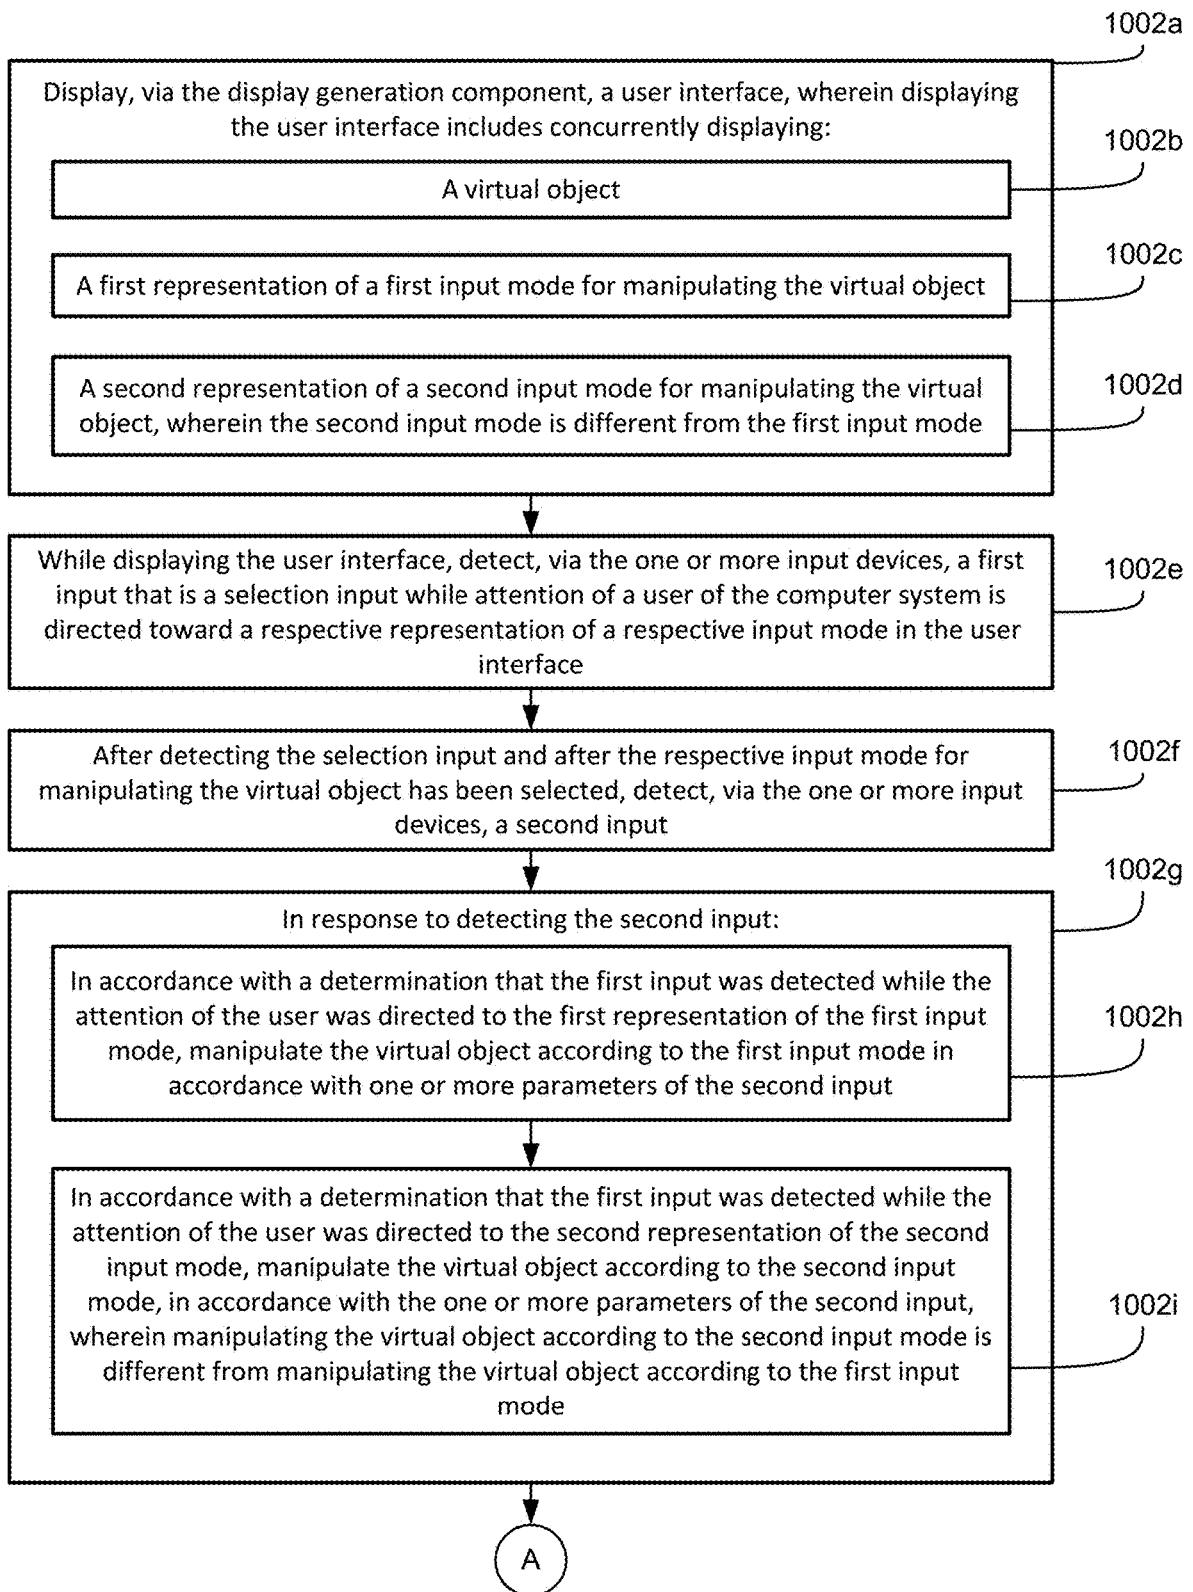 1002a
Display, via the display generation component, a user interface, wherein displaying
the user interface includes concurrently displaying:
1002b
A virtual object
1002c
A first representation of a first input mode for manipulating the virtual object
1002d
A second representation of a second input mode for manipulating the virtual
object, wherein the second input mode is different from the first input mode
While displaying the user interface, detect, via the one or more input devices, a first
input that is a selection input while attention of a user of the computer system is
directed toward a respective representation of a respective input mode in the user
interface
1002e
After detecting the selection input and after the respective input mode for
manipulating the virtual object has been selected, detect, via the one or more input
devices, a second input
1002f
1002g
In response to detecting the second input:
In accordance with a determination that the first input was detected while the
attention of the user was directed to the first representation of the first input
mode, manipulate the virtual object according to the first input mode in
accordance with one or more parameters of the second input
1002h
In accordance with a determination that the first input was detected while the
attention of the user was directed to the second representation of the second
input mode, manipulate the virtual object according to the second input
mode, in accordance with the one or more parameters of the second input,
wherein manipulating the virtual object according to the second input mode is
different from manipulating the virtual object according to the first input
mode
1002i
A